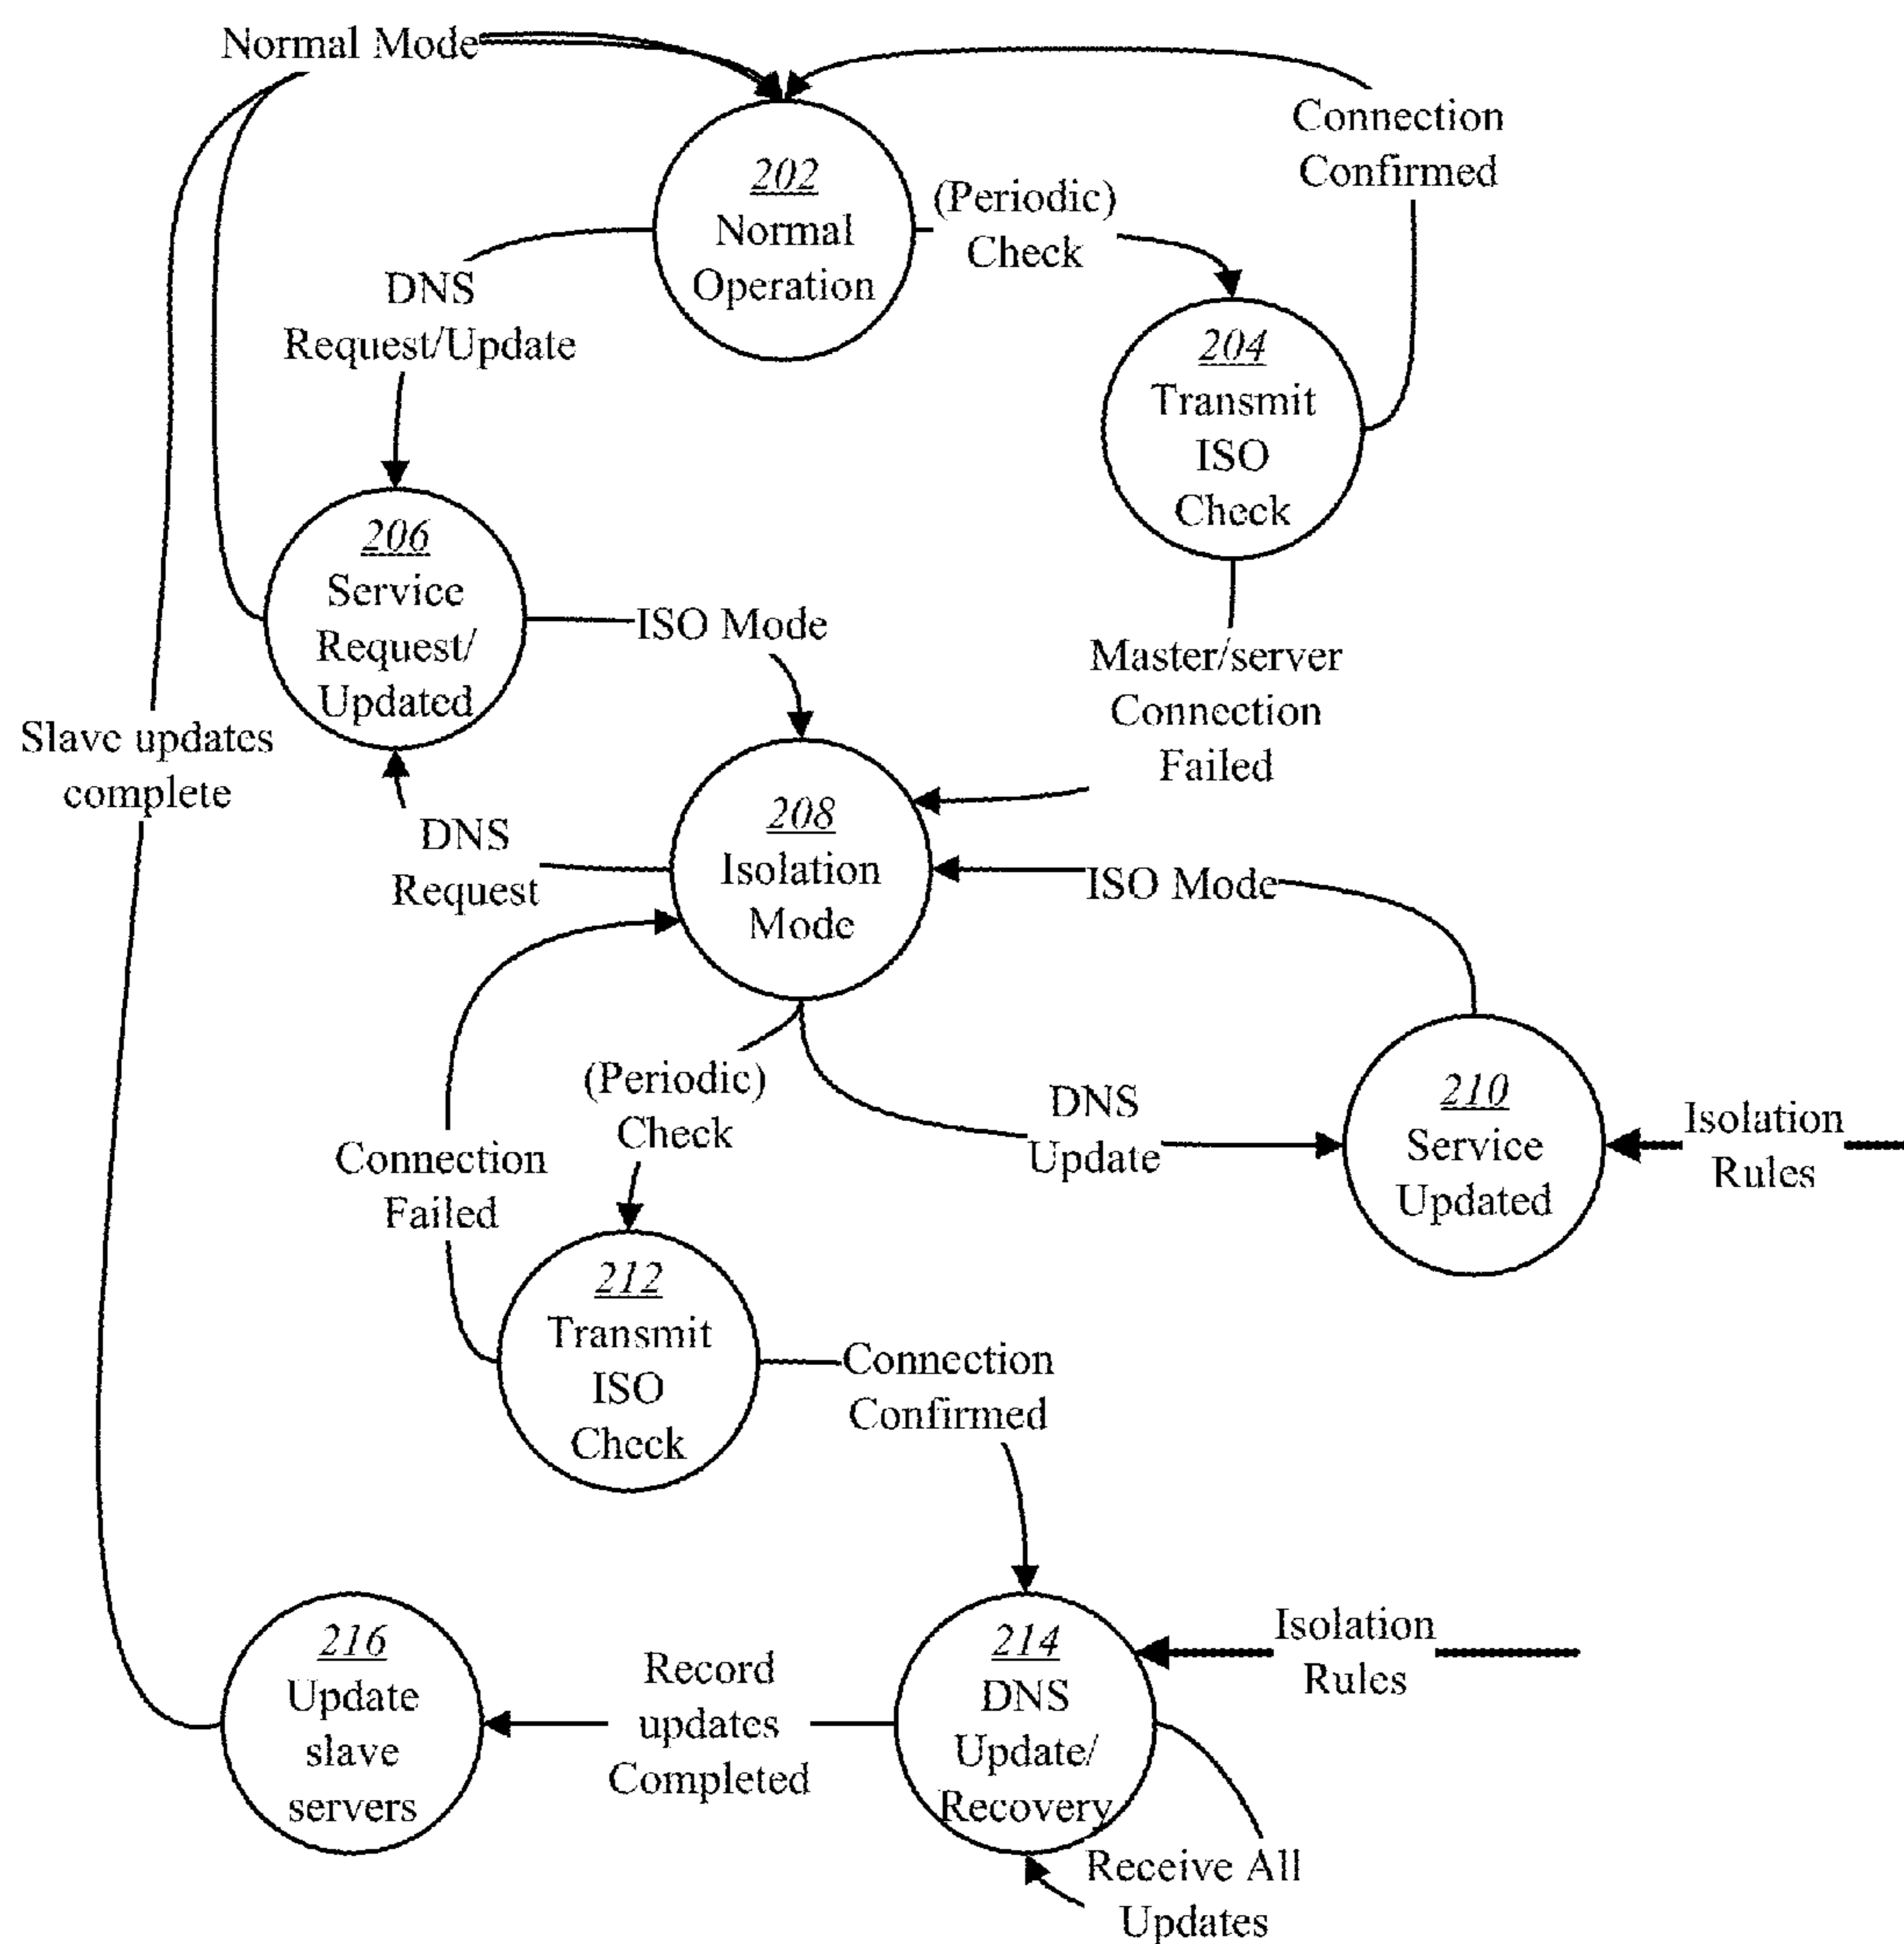 Normal Mode
Connection
Confirmed
202
Normal
Operation
(Periodic)
Check
DNS
Request/Update
204
Transmit
ISO
Check
206
Service
Request/
Updated
ISO Mode
Master/server
Connection
Failed
Slave updates
complete
DNS
Request
208
Isolation
Mode
ISO Mode
(Periodic)
Check
DNS
Update
210
Service
Updated
Isolation
Rules
Connection
Failed
212
Transmit
ISO
Check
Connection
Confirmed
216
Update
slave
servers
Record
updates
Completed
214
DNS
Update/
Recovery
Isolation
Rules
Receive All
Updates